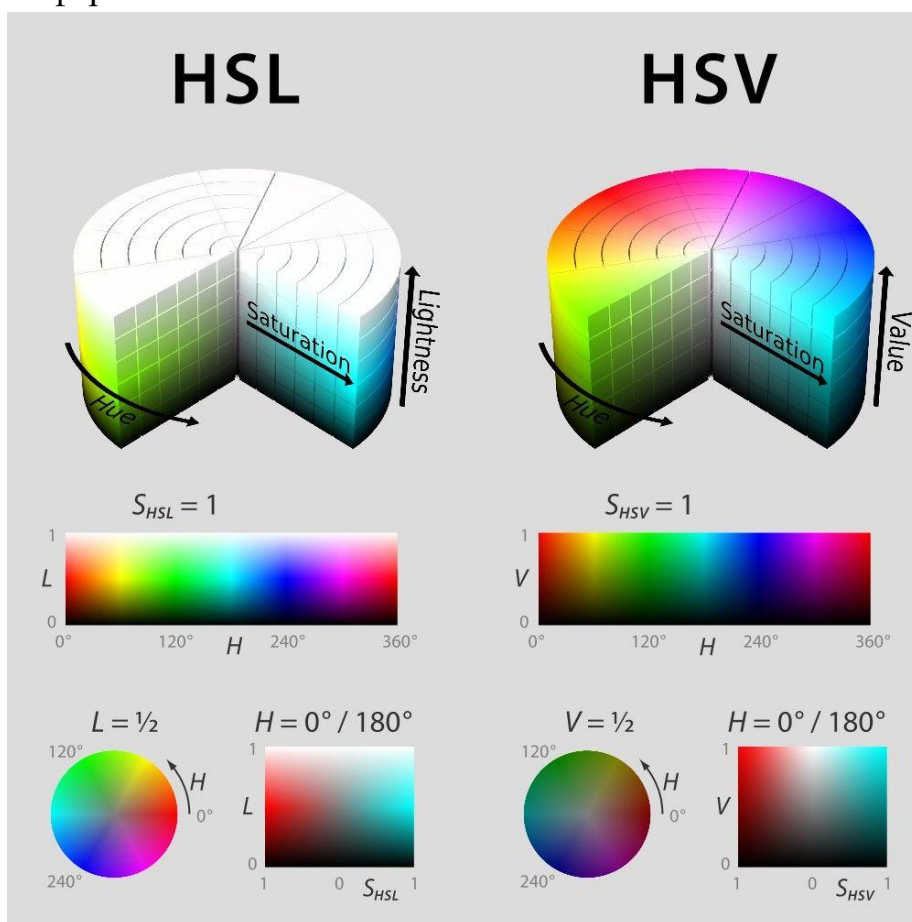 HSL
HSV
Saturation
Lightness
Hue
Saturation
Value
Hue
S_HSL = 1
S_HSV = 1
1
L
0
0° 120° 240° 360°
H
1
V
0
0° 120° 240° 360°
H
L = ½
120°
H
0°
240°
H = 0° / 180°
1
L
0
1 0 S_HSL 1
V = ½
120°
H
0°
240°
H = 0° / 180°
1
V
0
1 0 S_HSV 1